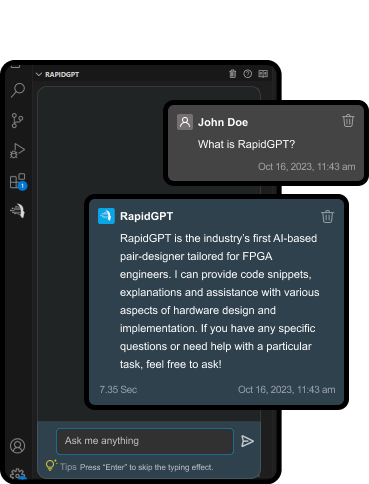 RAPIDGPT
John Doe
What is RapidGPT?
Oct 16, 2023, 11:43 am
1
RapidGPT
RapidGPT is the industry’s first AI-based
pair-designer tailored for FPGA
engineers. I can provide code snippets,
explanations and assistance with various
aspects of hardware design and
implementation. If you have any specific
questions or need help with a particular
task, feel free to ask!
7.35 Sec Oct 16, 2023, 11:43 am
Ask me anything
Tips Press “Enter” to skip the typing effect.